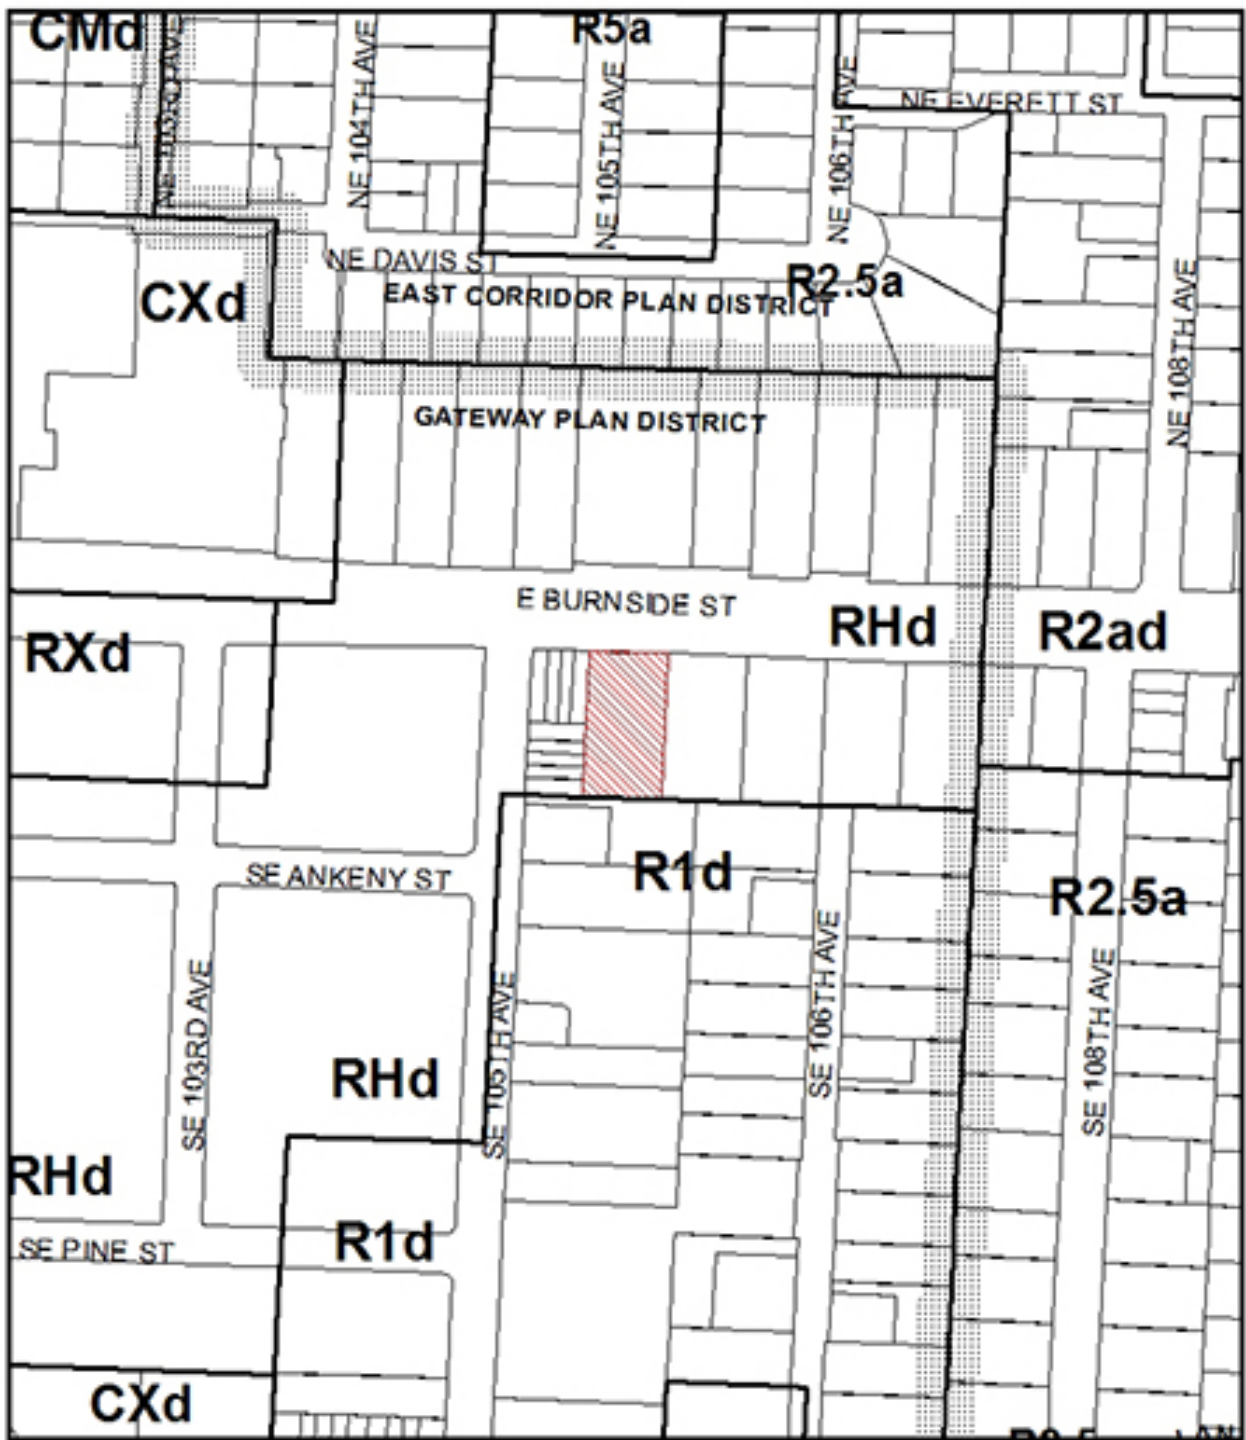 CMd
R5a
NE 103RD AVE
NE 104TH AVE
NE 105TH AVE
NE 106TH AVE
NE EVERETT ST
NE DAVIS ST
R2.5a
CXd
EAST CORRIDOR PLAN DISTRICT
NE 108TH AVE
GATEWAY PLAN DISTRICT
E BURNSIDE ST
RHd
R2ad
RXd
R1d
SE ANKENY ST
R2.5a
SE 103RD AVE
SE 105TH AVE
SE 106TH AVE
SE 108TH AVE
RHd
RHd
R1d
SE PINE ST
CXd